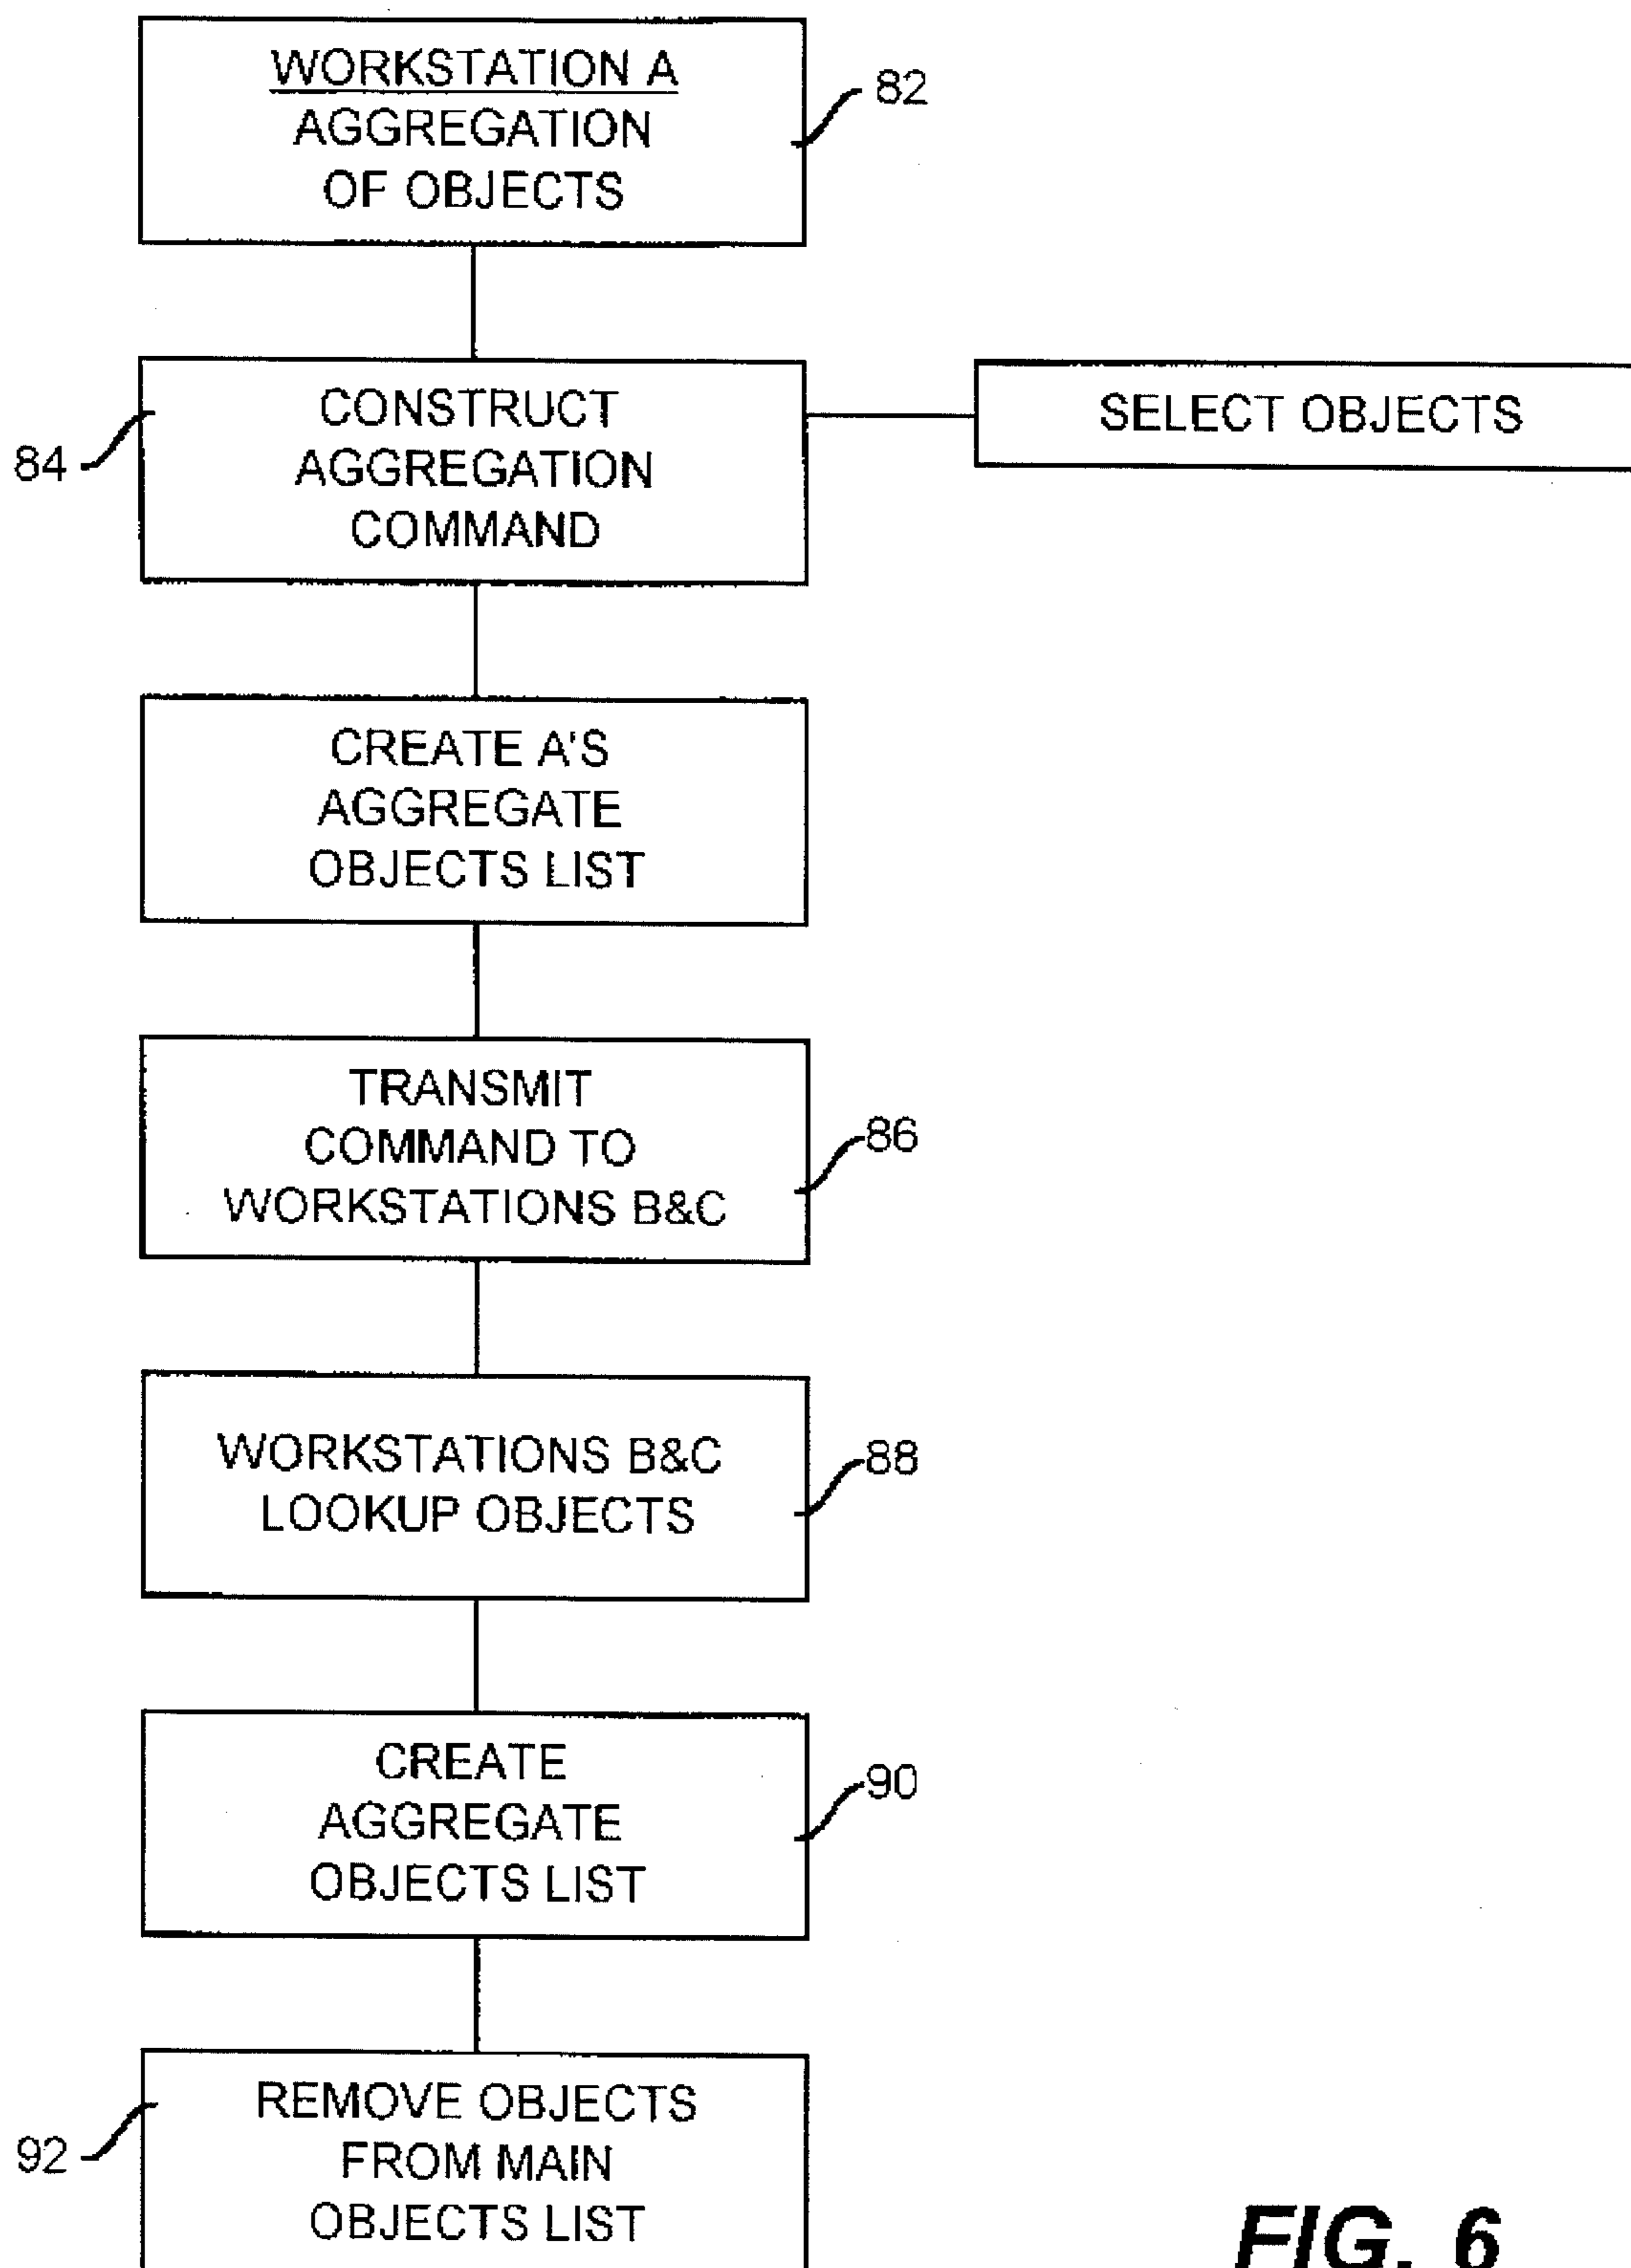 WORKSTATION A
AGGREGATION
OF OBJECTS
82
CONSTRUCT
AGGREGATION
COMMAND
84
SELECT OBJECTS
CREATE A'S
AGGREGATE
OBJECTS LIST
TRANSMIT
COMMAND TO
WORKSTATIONS B&C
86
WORKSTATIONS B&C
LOOKUP OBJECTS
88
CREATE
AGGREGATE
OBJECTS LIST
90
REMOVE OBJECTS
FROM MAIN
OBJECTS LIST
92
FIG. 6